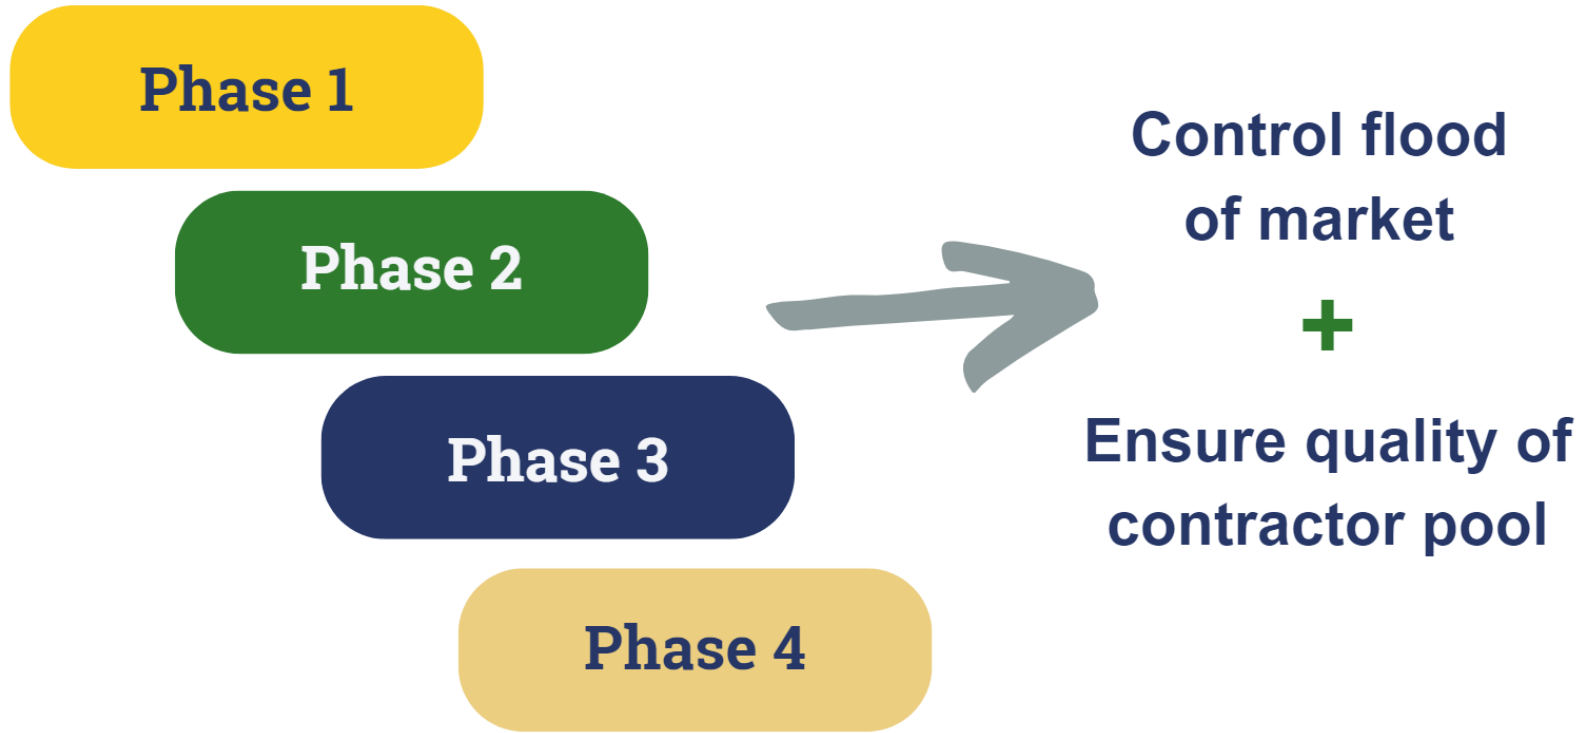 Phase 1
Phase 2
Phase 3
Phase 4
Control flood
of market
+
Ensure quality of
contractor pool